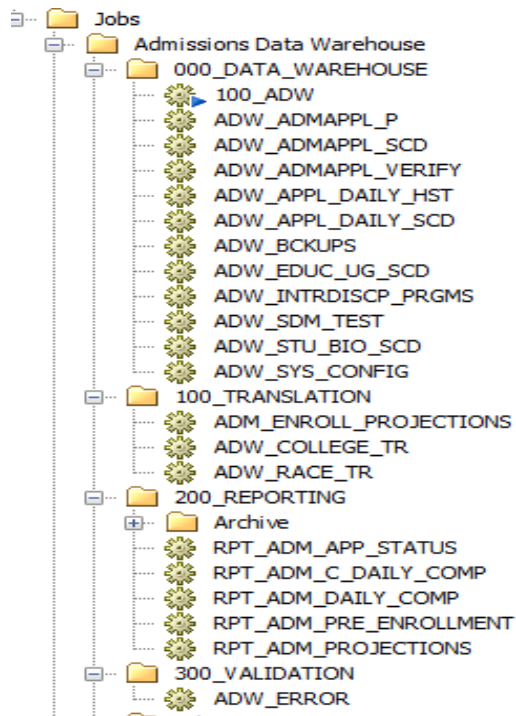 Jobs
Admissions Data Warehouse
000_DATA_WAREHOUSE
100_ADW
ADW_ADMAPPL_P
ADW_ADMAPPL_SCD
ADW_ADMAPPL_VERIFY
ADW_APPL_DAILY_HST
ADW_APPL_DAILY_SCD
ADW_BCKUPS
ADW_EDUC_UG_SCD
ADW_INTRDISCP_PRGMS
ADW_SDM_TEST
ADW_STU_BIO_SCD
ADW_SYS_CONFIG
100_TRANSLATION
ADM_ENROLL_PROJECTIONS
ADW_COLLEGE_TR
ADW_RACE_TR
200_REPORTING
Archive
RPT_ADM_APP_STATUS
RPT_ADM_C_DAILY_COMP
RPT_ADM_DAILY_COMP
RPT_ADM_PRE_ENROLLMENT
RPT_ADM_PROJECTIONS
300_VALIDATION
ADW_ERROR